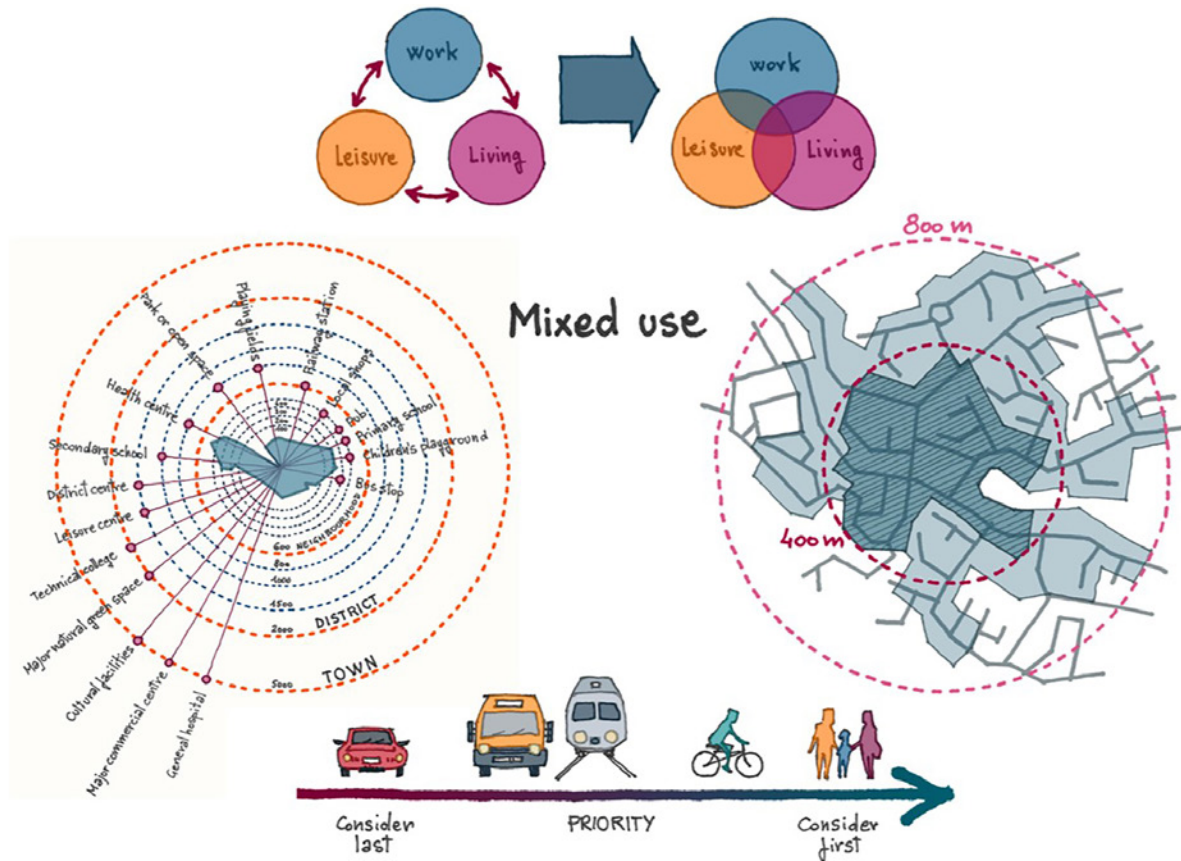 Work
Leisure
Living
work
Leisure
Living
Mixed use
Park or open space
Playing fields
Railway station
Local shops
Pub
Primary school
Children's playground
Bus stop
Health centre
Secondary school
District centre
Leisure centre
Technical college
Major natural green space
Cultural facilities
Major commercial centre
General hospital
600 NEIGHBOURHOOD
800
1000
1500
2000
DISTRICT
TOWN
5000
800 m
400 m
Consider
last
PRIORITY
Consider
first